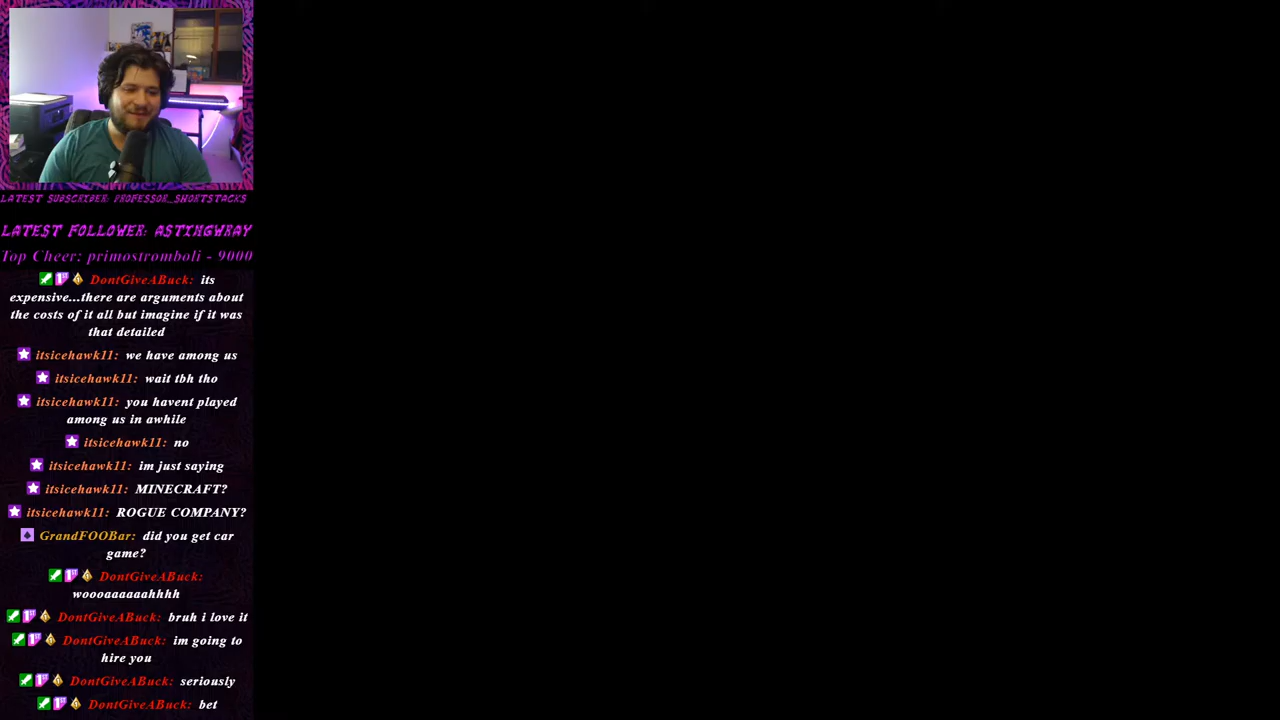 LATEST SUBSCRIBER: PROFESSOR_SHORTSTACKS
LATEST FOLLOWER: ASTINGWRAY
Top Cheer: primostromboli - 9000
DontGiveABuck: its
expensive...there are arguments about
the costs of it all but imagine if it was
that detailed
itsicehawk11: we have among us
itsicehawk11: wait tbh tho
itsicehawk11: you havent played
among us in awhile
itsicehawk11: no
itsicehawk11: im just saying
itsicehawk11: MINECRAFT?
itsicehawk11: ROGUE COMPANY?
GrandFOOBar: did you get car
game?
DontGiveABuck:
woooaaaaaahhhh
DontGiveABuck: bruh i love it
DontGiveABuck: im going to
hire you
DontGiveABuck: seriously
DontGiveABuck: bet